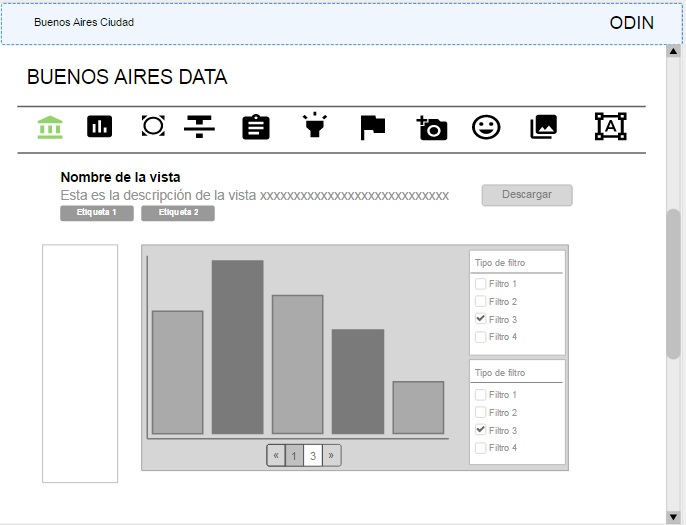 Buenos Aires Ciudad ODIN
BUENOS AIRES DATA
A
Nombre de la vista
Esta es la descripción de la vista xxxxxxxxxxxxxxxxxxxxxxxxxxxx
Descargar
Etiqueta 1 Etiqueta 2
Tipo de filtro
Filtro 1
Filtro 2
Filtro 3
Filtro 4
Tipo de filtro
Filtro 1
Filtro 2
Filtro 3
Filtro 4
« 1 3 »